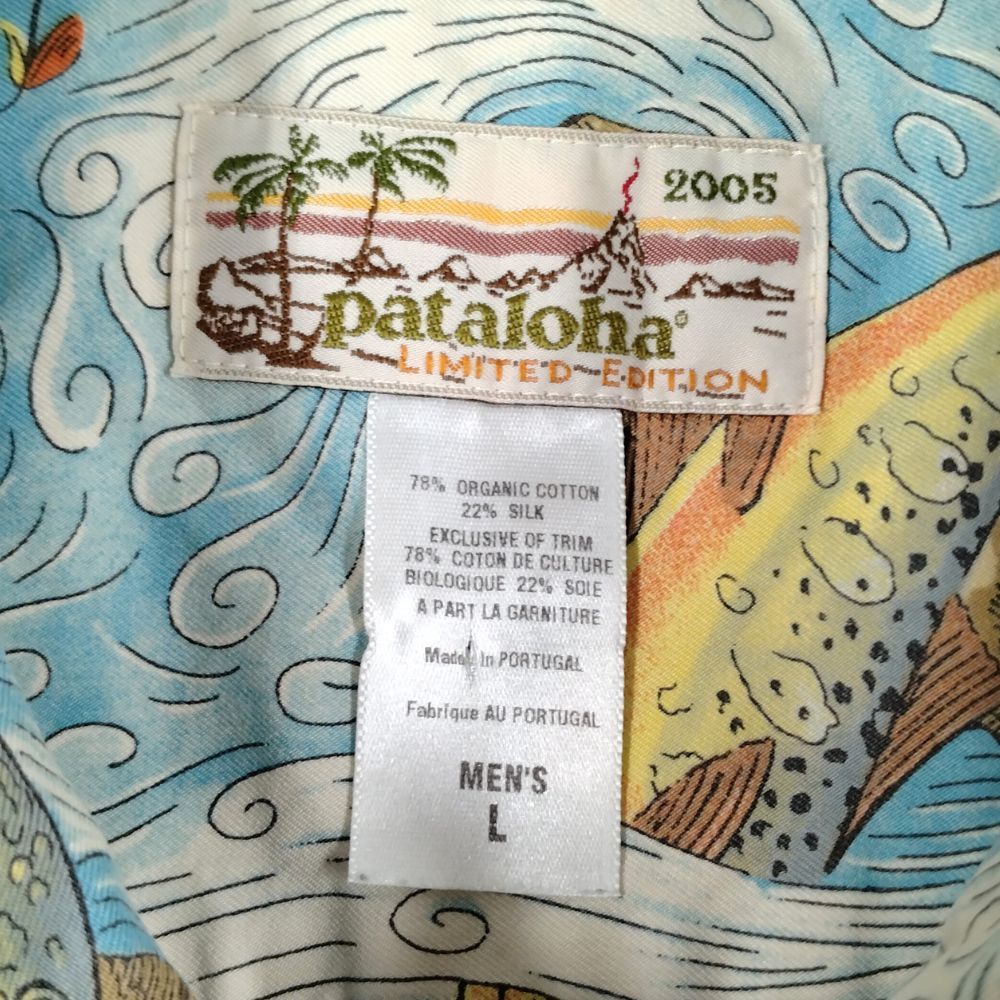 2005
pataloha®
LIMITED-EDITION
78% ORGANIC COTTON
22% SILK
EXCLUSIVE OF TRIM
78% COTON DE CULTURE
BIOLOGIQUE 22% SOIE
A PART LA GARNITURE
Made In PORTUGAL
Fabrique AU PORTUGAL
MEN'S
L